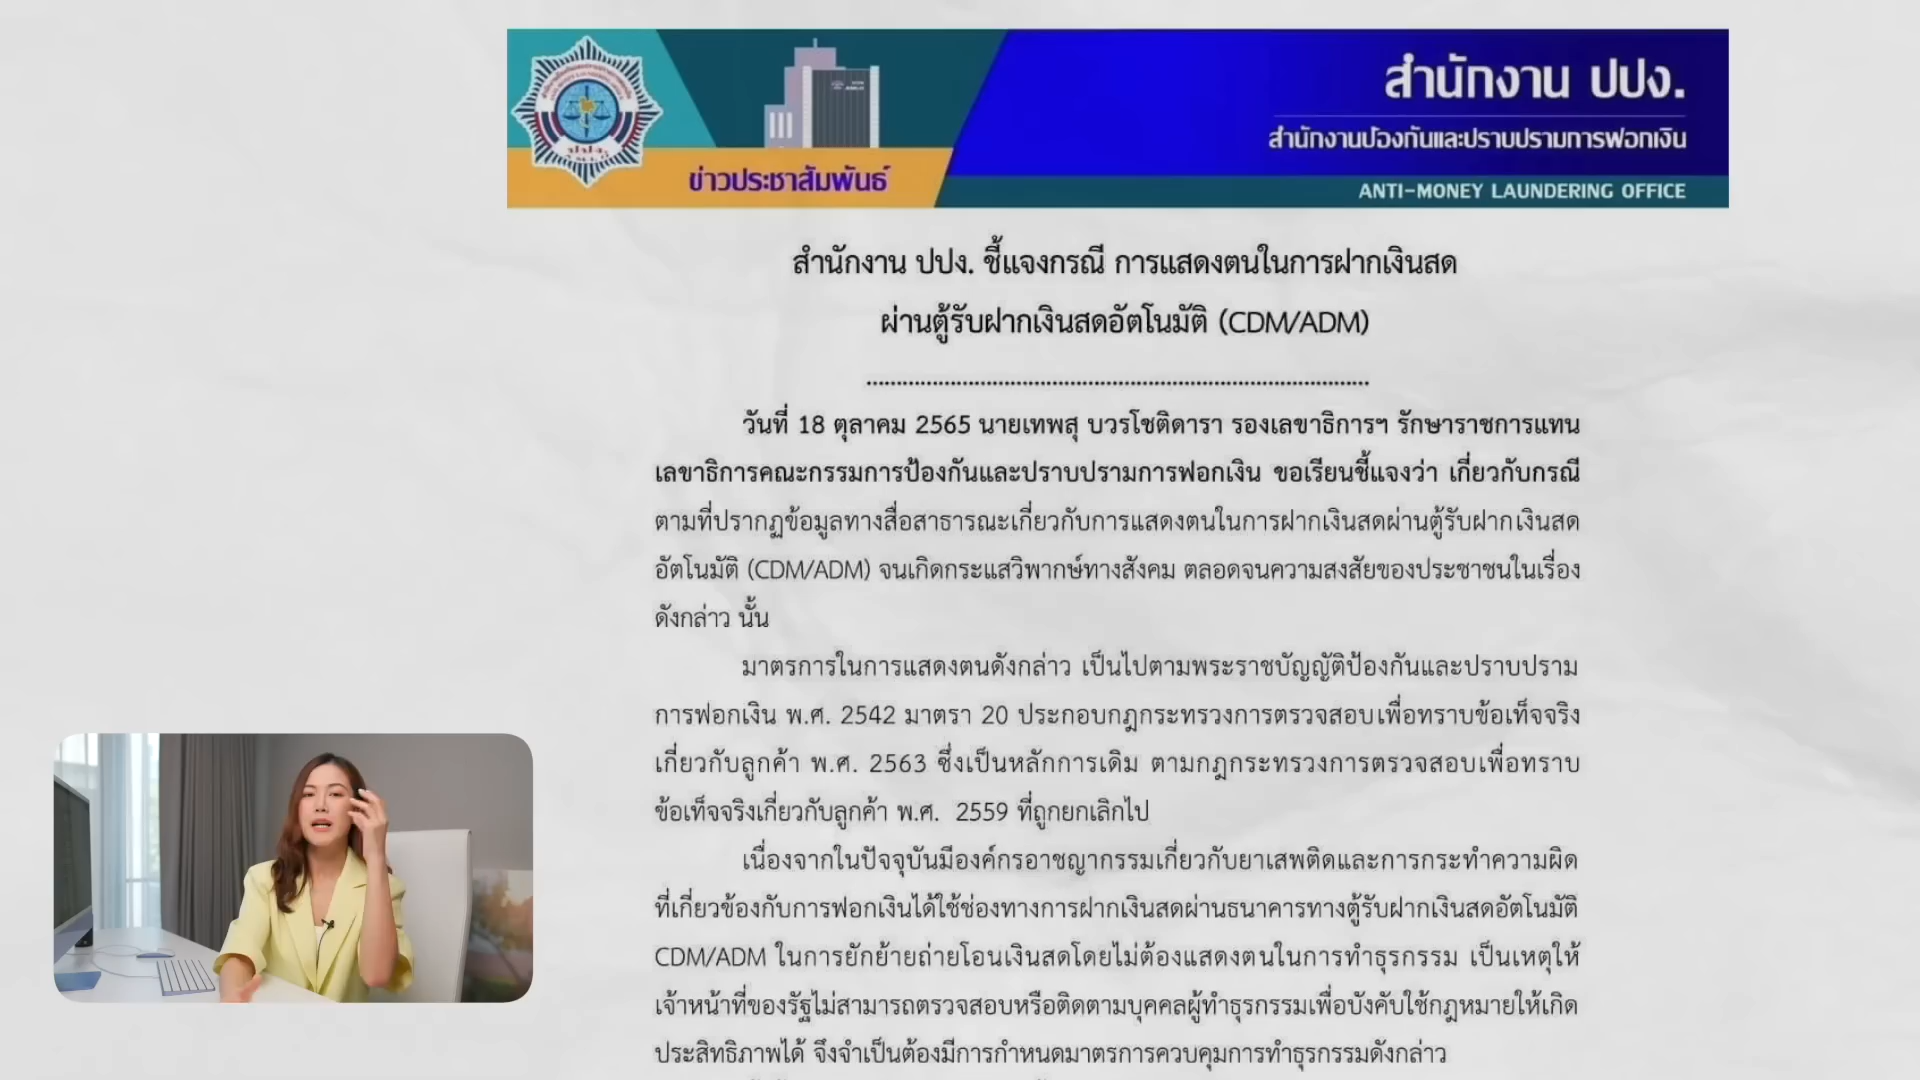 สำนักงาน ปปง.
สำนักงานป้องกันและปราบปรามการฟอกเงิน
ข่าวประชาสัมพันธ์
ANTI-MONEY LAUNDERING OFFICE
สำนักงาน ปปง. ชี้แจงกรณี การแสดงตนในการฝากเงินสด
ผ่านตู้รับฝากเงินสดอัตโนมัติ (CDM/ADM)
วันที่ 18 ตุลาคม 2565 นายเทพสุ บวรโชติดารา รองเลขาธิการฯ รักษาราชการแทน
เลขาธิการคณะกรรมการป้องกันและปราบปรามการฟอกเงิน ขอเรียนชี้แจงว่า เกี่ยวกับกรณี
ตามที่ปรากฏข้อมูลทางสื่อสาธารณะเกี่ยวกับการแสดงตนในการฝากเงินสดผ่านตู้รับฝากเงินสด
อัตโนมัติ (CDM/ADM) จนเกิดกระแสวิพากษ์ทางสังคม ตลอดจนความสงสัยของประชาชนในเรื่อง
ดังกล่าว นั้น
มาตรการในการแสดงตนดังกล่าว เป็นไปตามพระราชบัญญัติป้องกันและปราบปราม
การฟอกเงิน พ.ศ. 2542 มาตรา 20 ประกอบกฎกระทรวงการตรวจสอบเพื่อทราบข้อเท็จจริง
เกี่ยวกับลูกค้า พ.ศ. 2563 ซึ่งเป็นหลักการเดิม ตามกฎกระทรวงการตรวจสอบเพื่อทราบ
ข้อเท็จจริงเกี่ยวกับลูกค้า พ.ศ. 2559 ที่ถูกยกเลิกไป
เนื่องจากในปัจจุบันมีองค์กรอาชญากรรมเกี่ยวกับยาเสพติดและการกระทำความผิด
ที่เกี่ยวข้องกับการฟอกเงินได้ใช้ช่องทางการฝากเงินสดผ่านธนาคารทางตู้รับฝากเงินสดอัตโนมัติ
CDM/ADM ในการยักย้ายถ่ายโอนเงินสดโดยไม่ต้องแสดงตนในการทำธุรกรรม เป็นเหตุให้
เจ้าหน้าที่ของรัฐไม่สามารถตรวจสอบหรือติดตามบุคคลผู้ทำธุรกรรมเพื่อบังคับใช้กฎหมายให้เกิด
ประสิทธิภาพได้ จึงจำเป็นต้องมีการกำหนดมาตรการควบคุมการทำธุรกรรมดังกล่าว